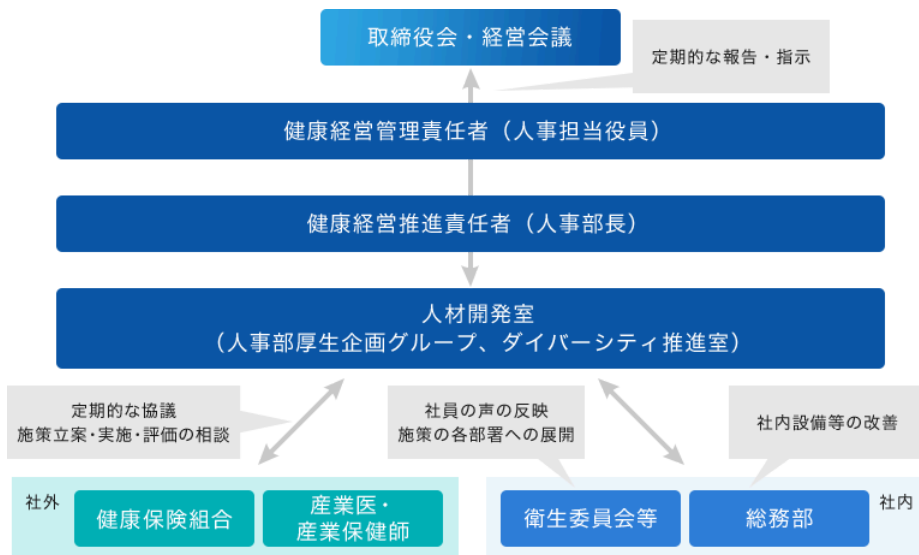 取締役会・経営会議
定期的な報告・指示
健康経営管理責任者（人事担当役員）
健康経営推進責任者（人事部長）
人材開発室
（人事部厚生企画グループ、ダイバーシティ推進室）
定期的な協議
施策立案・実施・評価の相談
社員の声の反映
施策の各部署への展開
社内設備等の改善
社外
健康保険組合
産業医・
産業保健師
衛生委員会等
総務部
社内